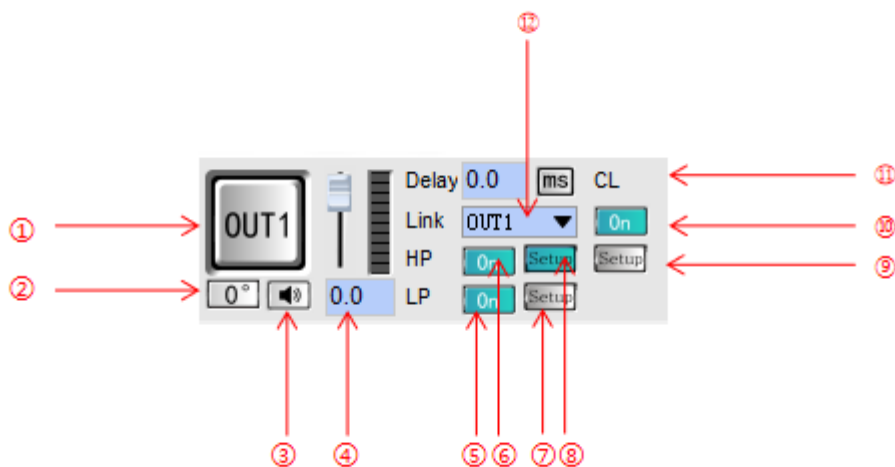 ⑫
Delay 0.0 ms CL
⑪
① OUT1
Link OUT1 ▼ On
⑩
HP On Setup Setup
⑨
② 0° 0.0
LP On Setup
③ ④ ⑤ ⑥ ⑦ ⑧